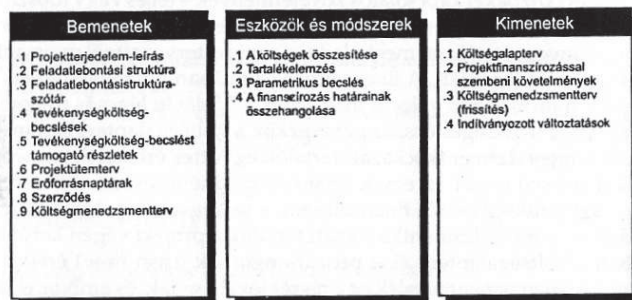 Bemenetek
.1 Projektterjedelem-leírás
.2 Feladatlebontási struktúra
.3 Feladatlebontásistruktúra-
szótár
.4 Tevékenységköltség-
becslések
.5 Tevékenységköltség-becslést
támogató részletek
.6 Projektütemterv
.7 Erőforrásnaptárak
.8 Szerződés
.9 Költségmenedzsmentterv
Eszközök és módszerek
.1 A költségek összesítése
.2 Tartalékelemzés
.3 Parametrikus becslés
.4 A finanszírozás határainak
összehangolása
Kimenetek
.1 Költségalapterv
.2 Projektfinanszírozással
szembeni követelmények
.3 Költségmenedzsmentterv
(frissítés)
.4 Indítványozott változtatások